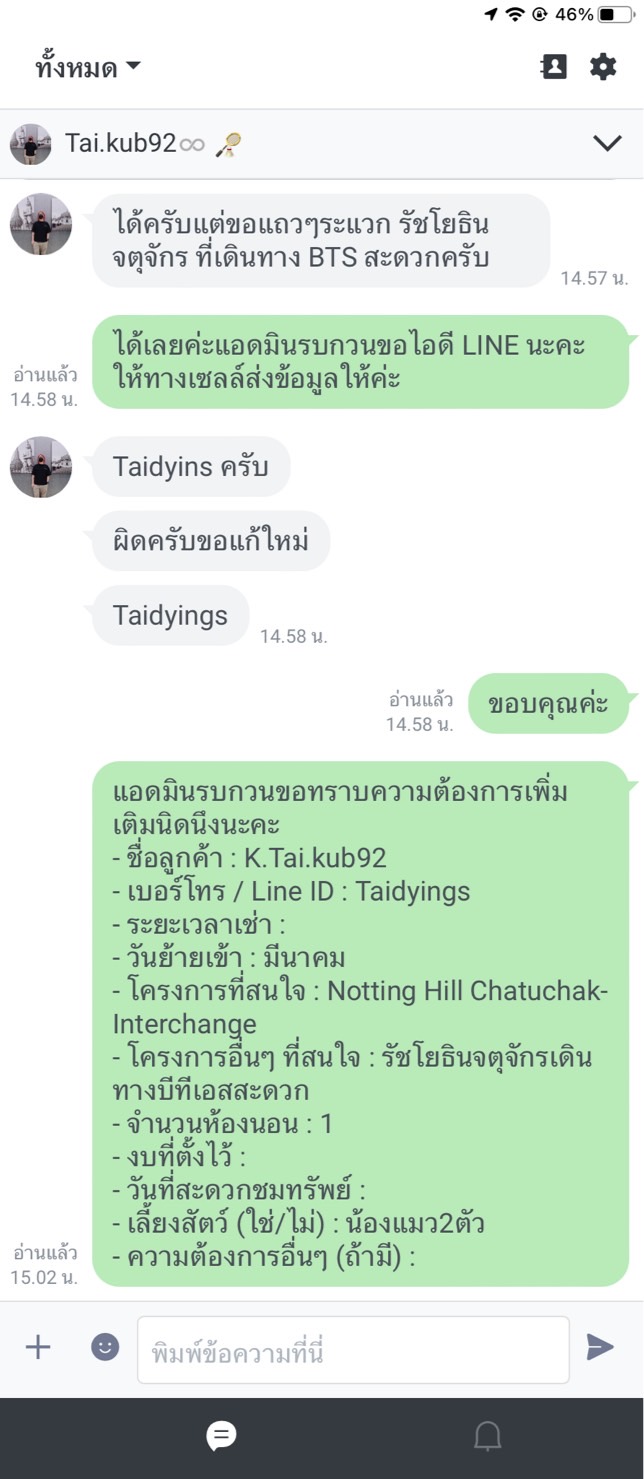 46%
ทั้งหมด
Tai.kub92
ได้ครับแต่ขอแถวๆระแวก รัชโยธิน
จตุจักร ที่เดินทาง BTS สะดวกครับ
14.57 น.
ได้เลยค่ะแอดมินรบกวนขอไอดี LINE นะคะ
ให้ทางเซลล์ส่งข้อมูลให้ค่ะ
อ่านแล้ว
14.58 น.
Taidyins ครับ
ผิดครับขอแก้ใหม่
Taidyings
14.58 น.
ขอบคุณค่ะ
อ่านแล้ว
14.58 น.
แอดมินรบกวนขอทราบความต้องการเพิ่ม
เติมนิดนึงนะคะ
- ชื่อลูกค้า : K.Tai.kub92
- เบอร์โทร / Line ID : Taidyings
- ระยะเวลาเช่า :
- วันย้ายเข้า : มีนาคม
- โครงการที่สนใจ : Notting Hill Chatuchak-
Interchange
- โครงการอื่นๆ ที่สนใจ : รัชโยธินจตุจักรเดิน
ทางบีทีเอสสะดวก
- จำนวนห้องนอน : 1
- งบที่ตั้งไว้ :
- วันที่สะดวกชมทรัพย์ :
- เลี้ยงสัตว์ (ใช่/ไม่) : น้องแมว2ตัว
- ความต้องการอื่นๆ (ถ้ามี) :
อ่านแล้ว
15.02 น.
พิมพ์ข้อความที่นี่